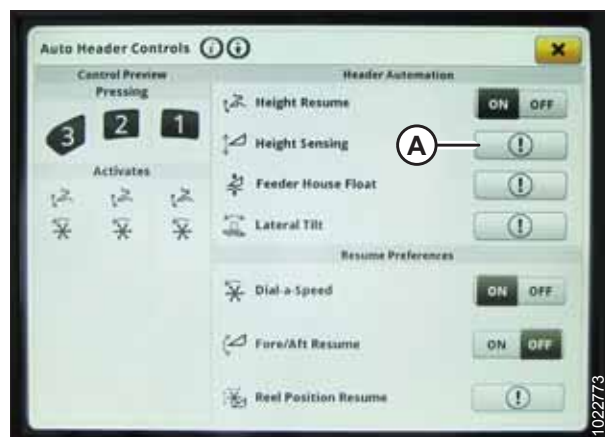 Auto Header Controls
Control Preview
Pressing
3 2 1
Activates
Header Automation
Height Resume ON OFF
Height Sensing A
Feeder House Float
Lateral Tilt
Resume Preferences
Dial-a-Speed ON OFF
Fore/Aft Resume ON OFF
Reel Position Resume
1022773